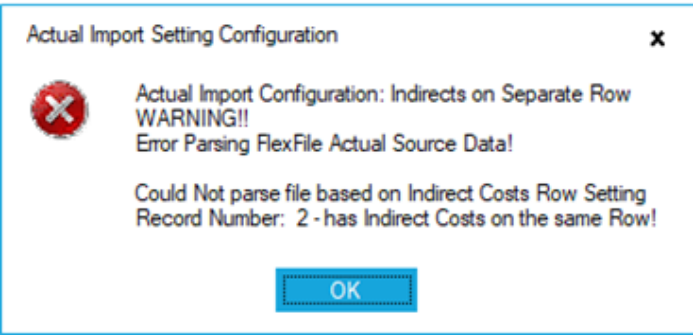 Actual Import Setting Configuration
x
Actual Import Configuration: Indirects on Separate Row
WARNING!!
Error Parsing FlexFile Actual Source Data!
Could Not parse file based on Indirect Costs Row Setting
Record Number:  2 - has Indirect Costs on the same Row!
OK